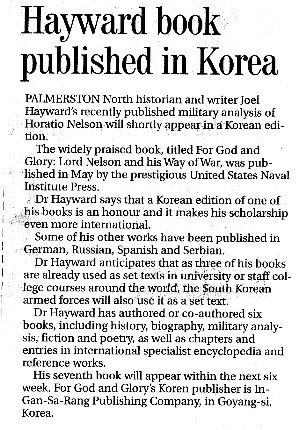 Hayward book
published in Korea
PALMERSTON North historian and writer Joel
Hayward's recently published military analysis of
Horatio Nelson will shortly appear in a Korean edi-
tion.
The widely praised book, titled For God and
Glory: Lord Nelson and his Way of War, was pub-
lished in May by the prestigious United States Naval
Institute Press.
Dr Hayward says that a Korean edition of one of
his books is an honour and it makes his scholarship
even more international.
Some of his other works have been published in
German, Russian, Spanish and Serbian.
Dr Hayward anticipates that as three of his books
are already used as set texts in university or staff col-
lege courses around the world, the South Korean
armed forces will also use it as a set text.
Dr Hayward has authored or co-authored six
books, including history, biography, military analy-
sis, fiction and poetry, as well as chapters and
entries in international specialist encyclopedia and
reference works.
His seventh book will appear within the next six
week. For God and Glory's Koren publisher is In-
Gan-Sa-Rang Publishing Company, in Goyang-si,
Korea.